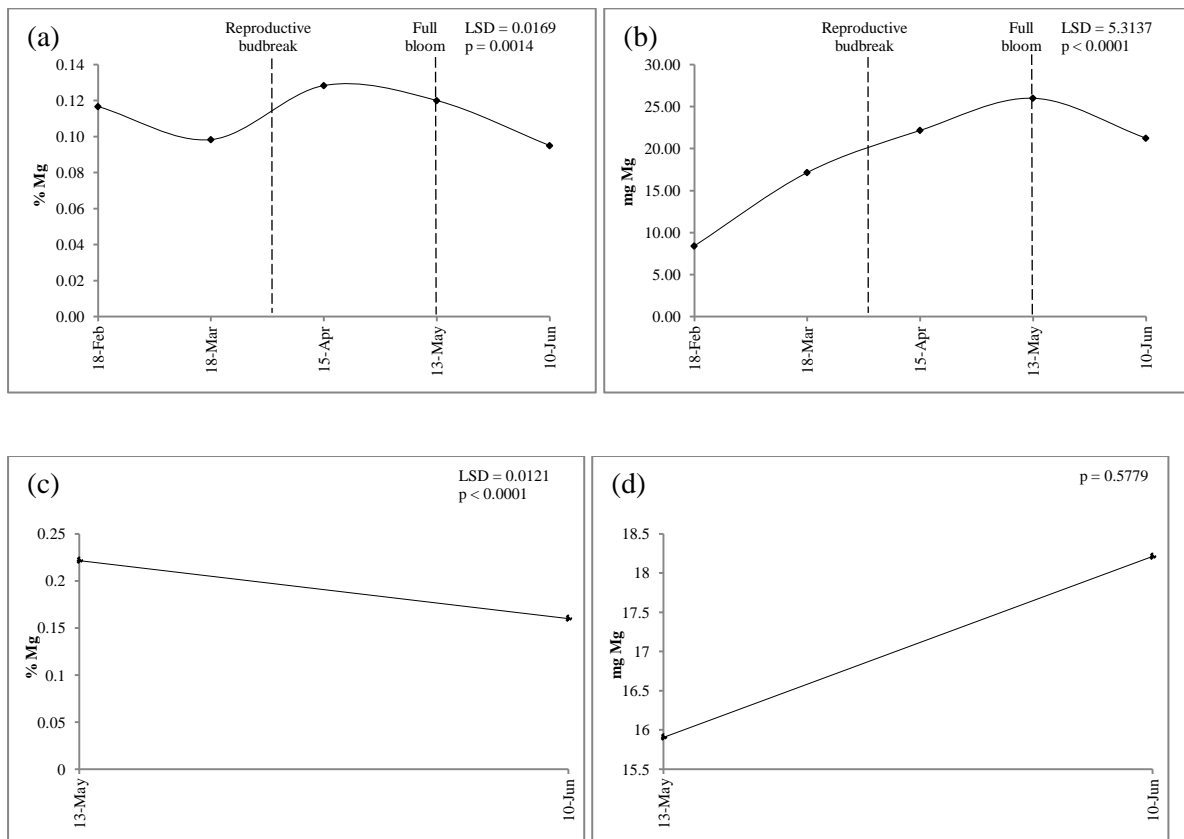 (a)
Reproductive
budbreak
Full
bloom
LSD = 0.0169
p = 0.0014
% Mg
0.14
0.12
0.10
0.08
0.06
0.04
0.02
0.00
18-Feb
18-Mar
15-Apr
13-May
10-Jun
(b)
Reproductive
budbreak
Full
bloom
LSD = 5.3137
p < 0.0001
mg Mg
30.00
25.00
20.00
15.00
10.00
5.00
0.00
18-Feb
18-Mar
15-Apr
13-May
10-Jun
(c)
LSD = 0.0121
p < 0.0001
% Mg
0.25
0.2
0.15
0.1
0.05
0
13-May
10-Jun
(d)
p = 0.5779
mg Mg
18.5
18
17.5
17
16.5
16
15.5
13-May
10-Jun